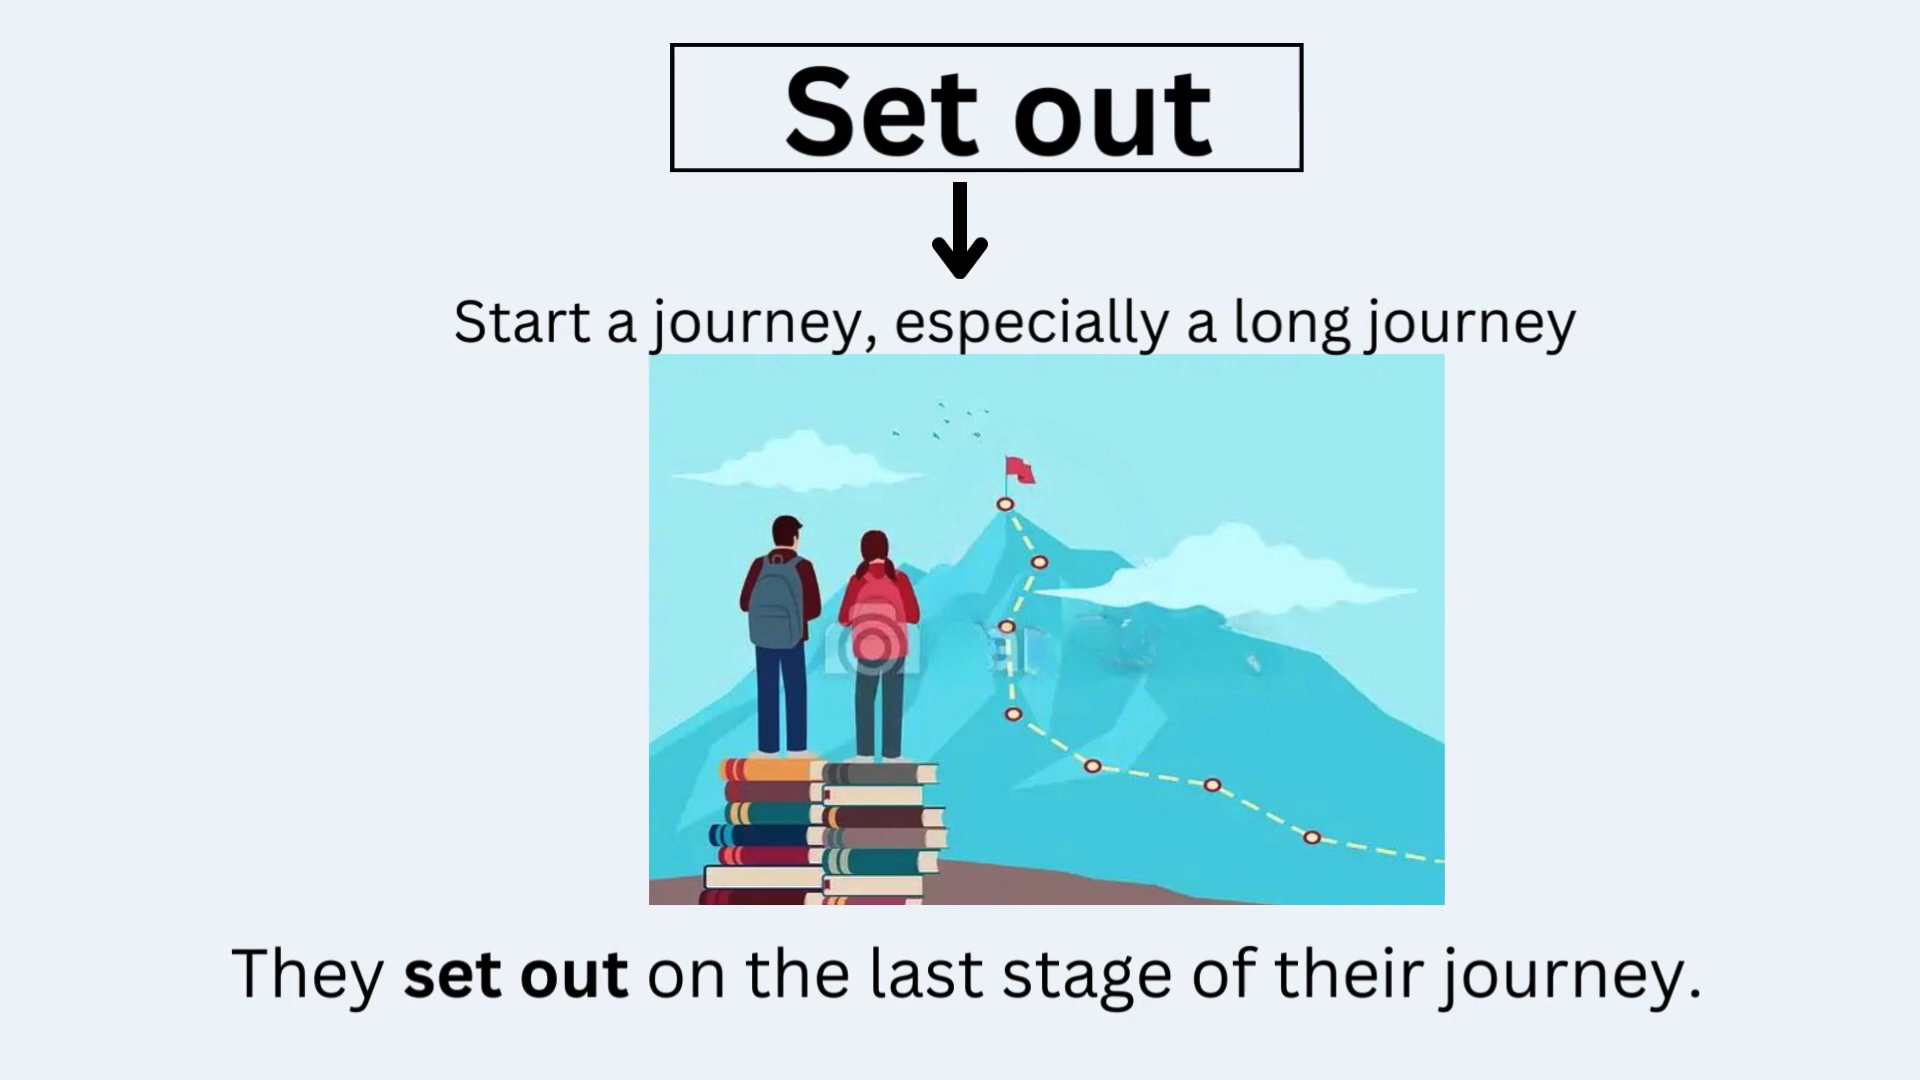 Set out
Start a journey, especially a long journey
They set out on the last stage of their journey.